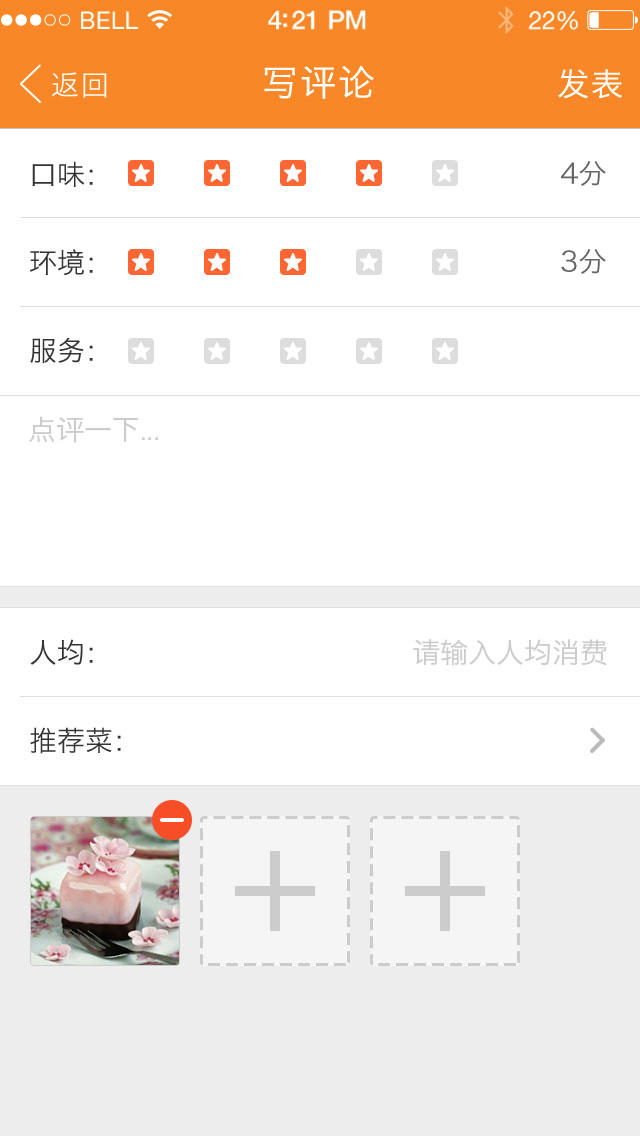 BELL 4:21 PM 22%
返回 写评论 发表
口味： 4分
环境： 3分
服务：
点评一下...
人均： 请输入人均消费
推荐菜：